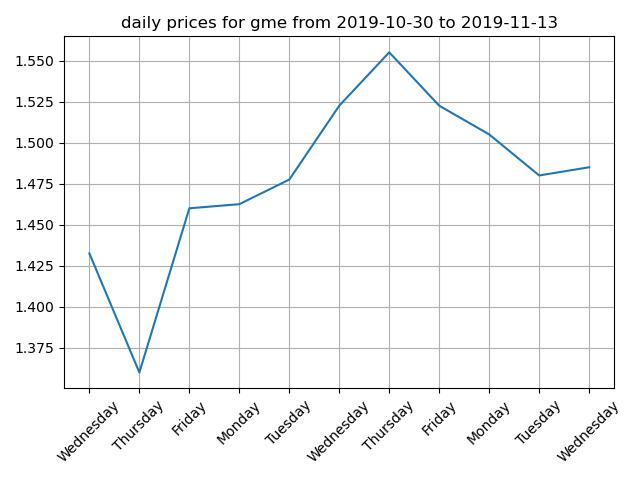 daily prices for gme from 2019-10-30 to 2019-11-13
1.550
1.525
1.500
1.475
1.450
1.425
1.400
1.375
Wednesday
Thursday
Friday
Monday
Tuesday
Wednesday
Thursday
Friday
Monday
Tuesday
Wednesday